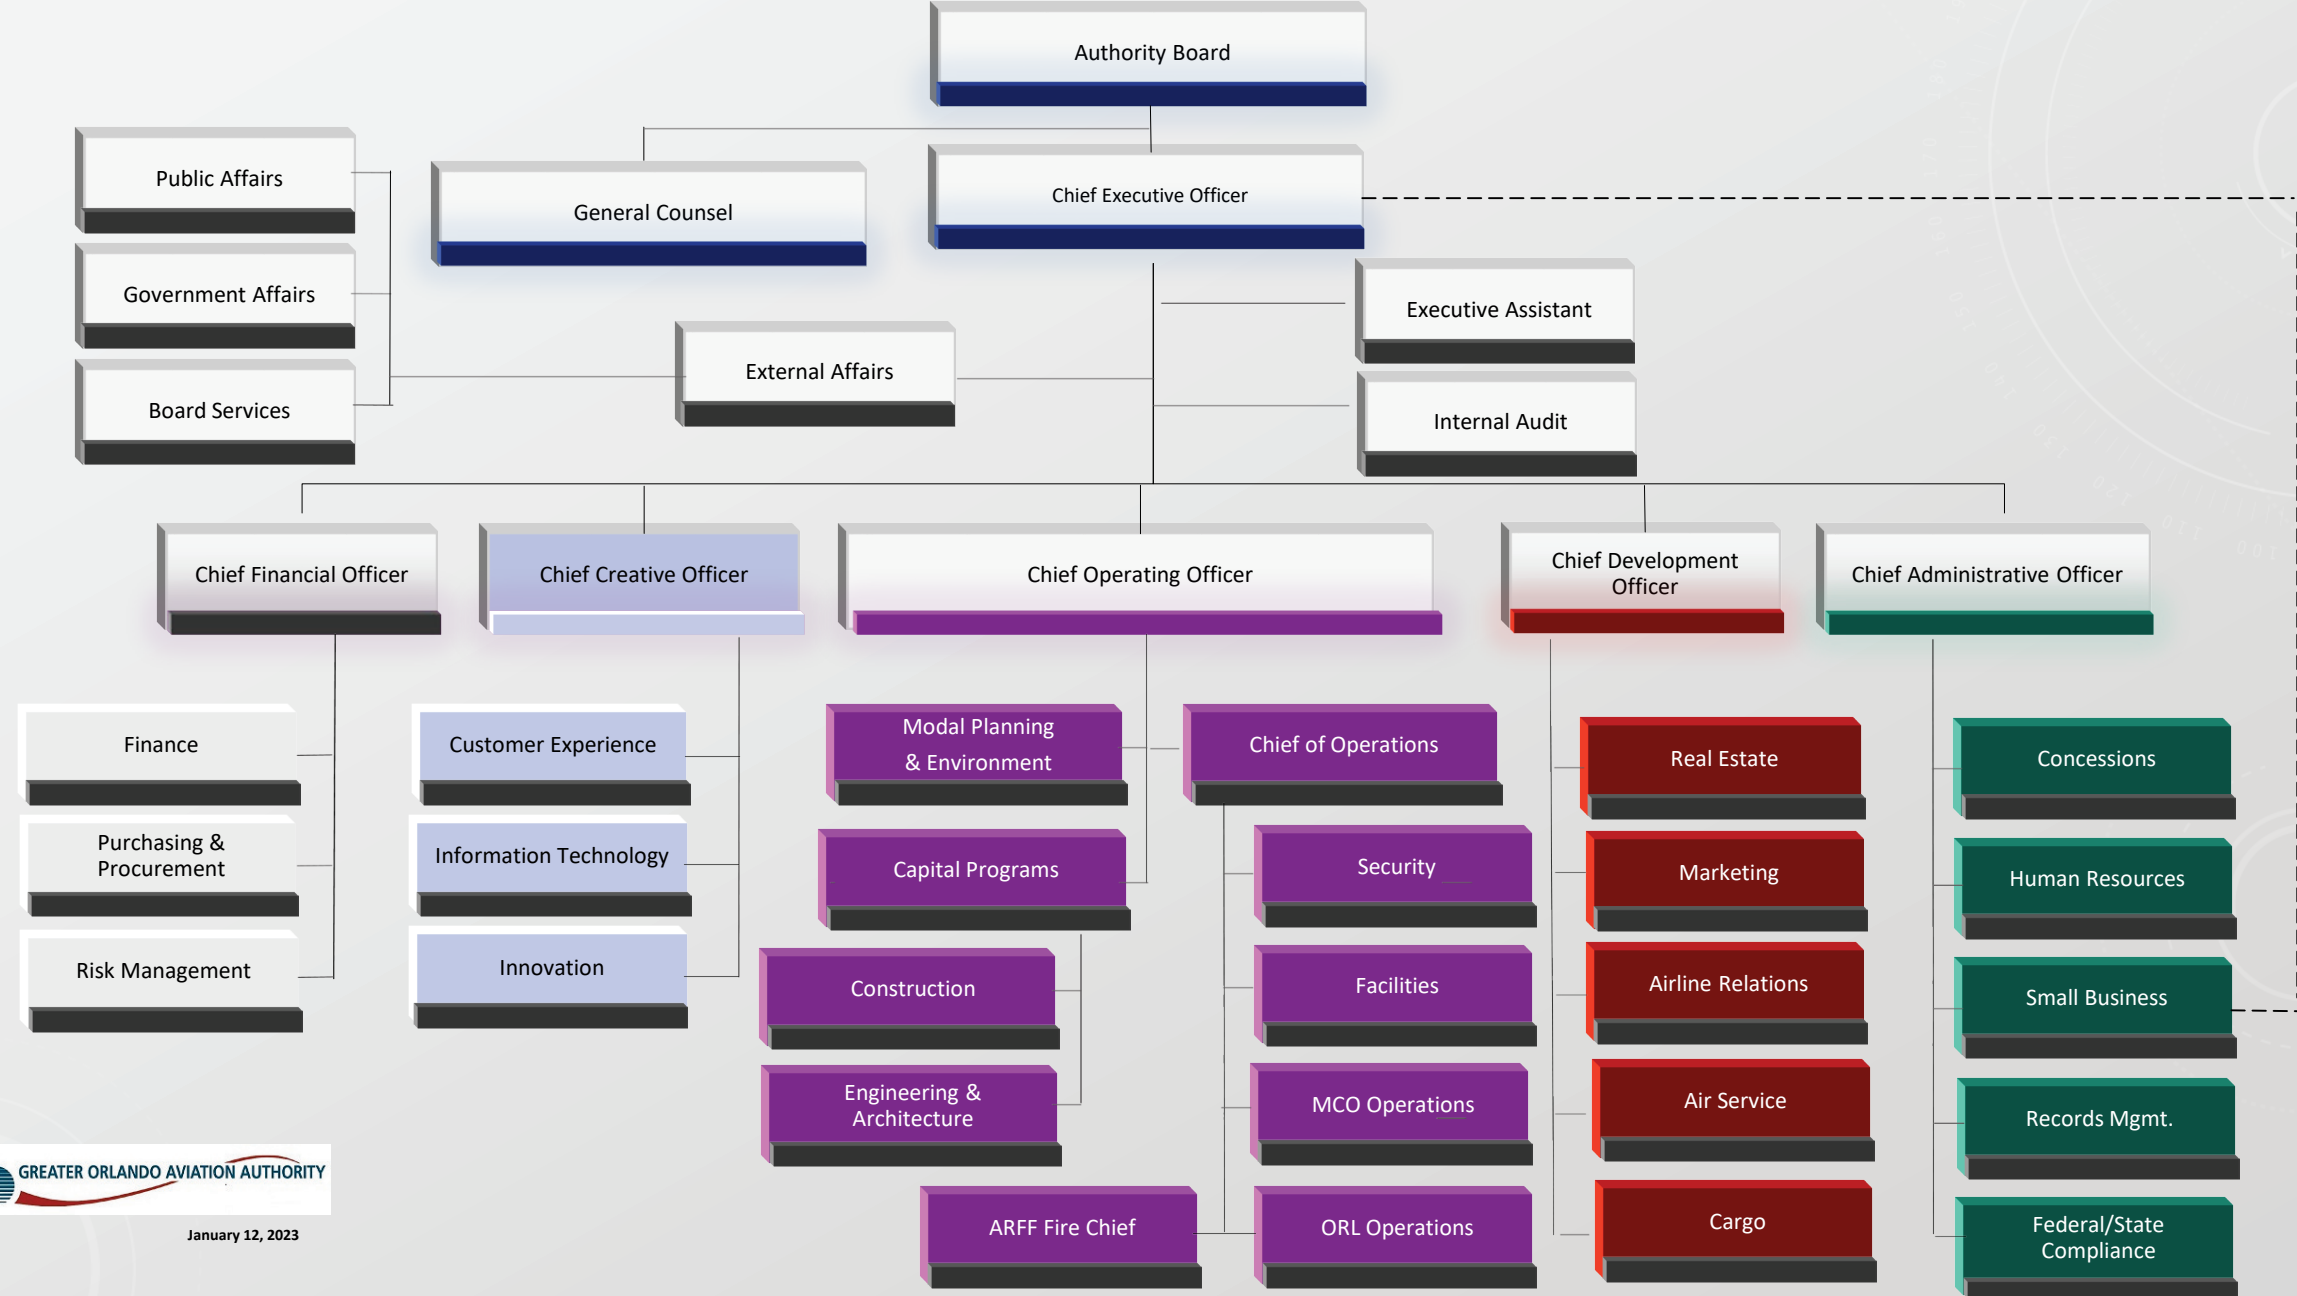 Authority Board
Public Affairs
General Counsel
Chief Executive Officer
Government Affairs
Executive Assistant
External Affairs
Board Services
Internal Audit
Chief Financial Officer
Chief Creative Officer
Chief Operating Officer
Chief Development
Officer
Chief Administrative Officer
Finance
Purchasing &
Procurement
Risk Management
Customer Experience
Information Technology
Innovation
Modal Planning
& Environment
Capital Programs
Construction
Engineering &
Architecture
Chief of Operations
Security
Facilities
MCO Operations
ARFF Fire Chief
ORL Operations
Real Estate
Marketing
Airline Relations
Air Service
Cargo
Concessions
Human Resources
Small Business
Records Mgmt.
Federal/State
Compliance
GREATER ORLANDO AVIATION AUTHORITY
January 12, 2023